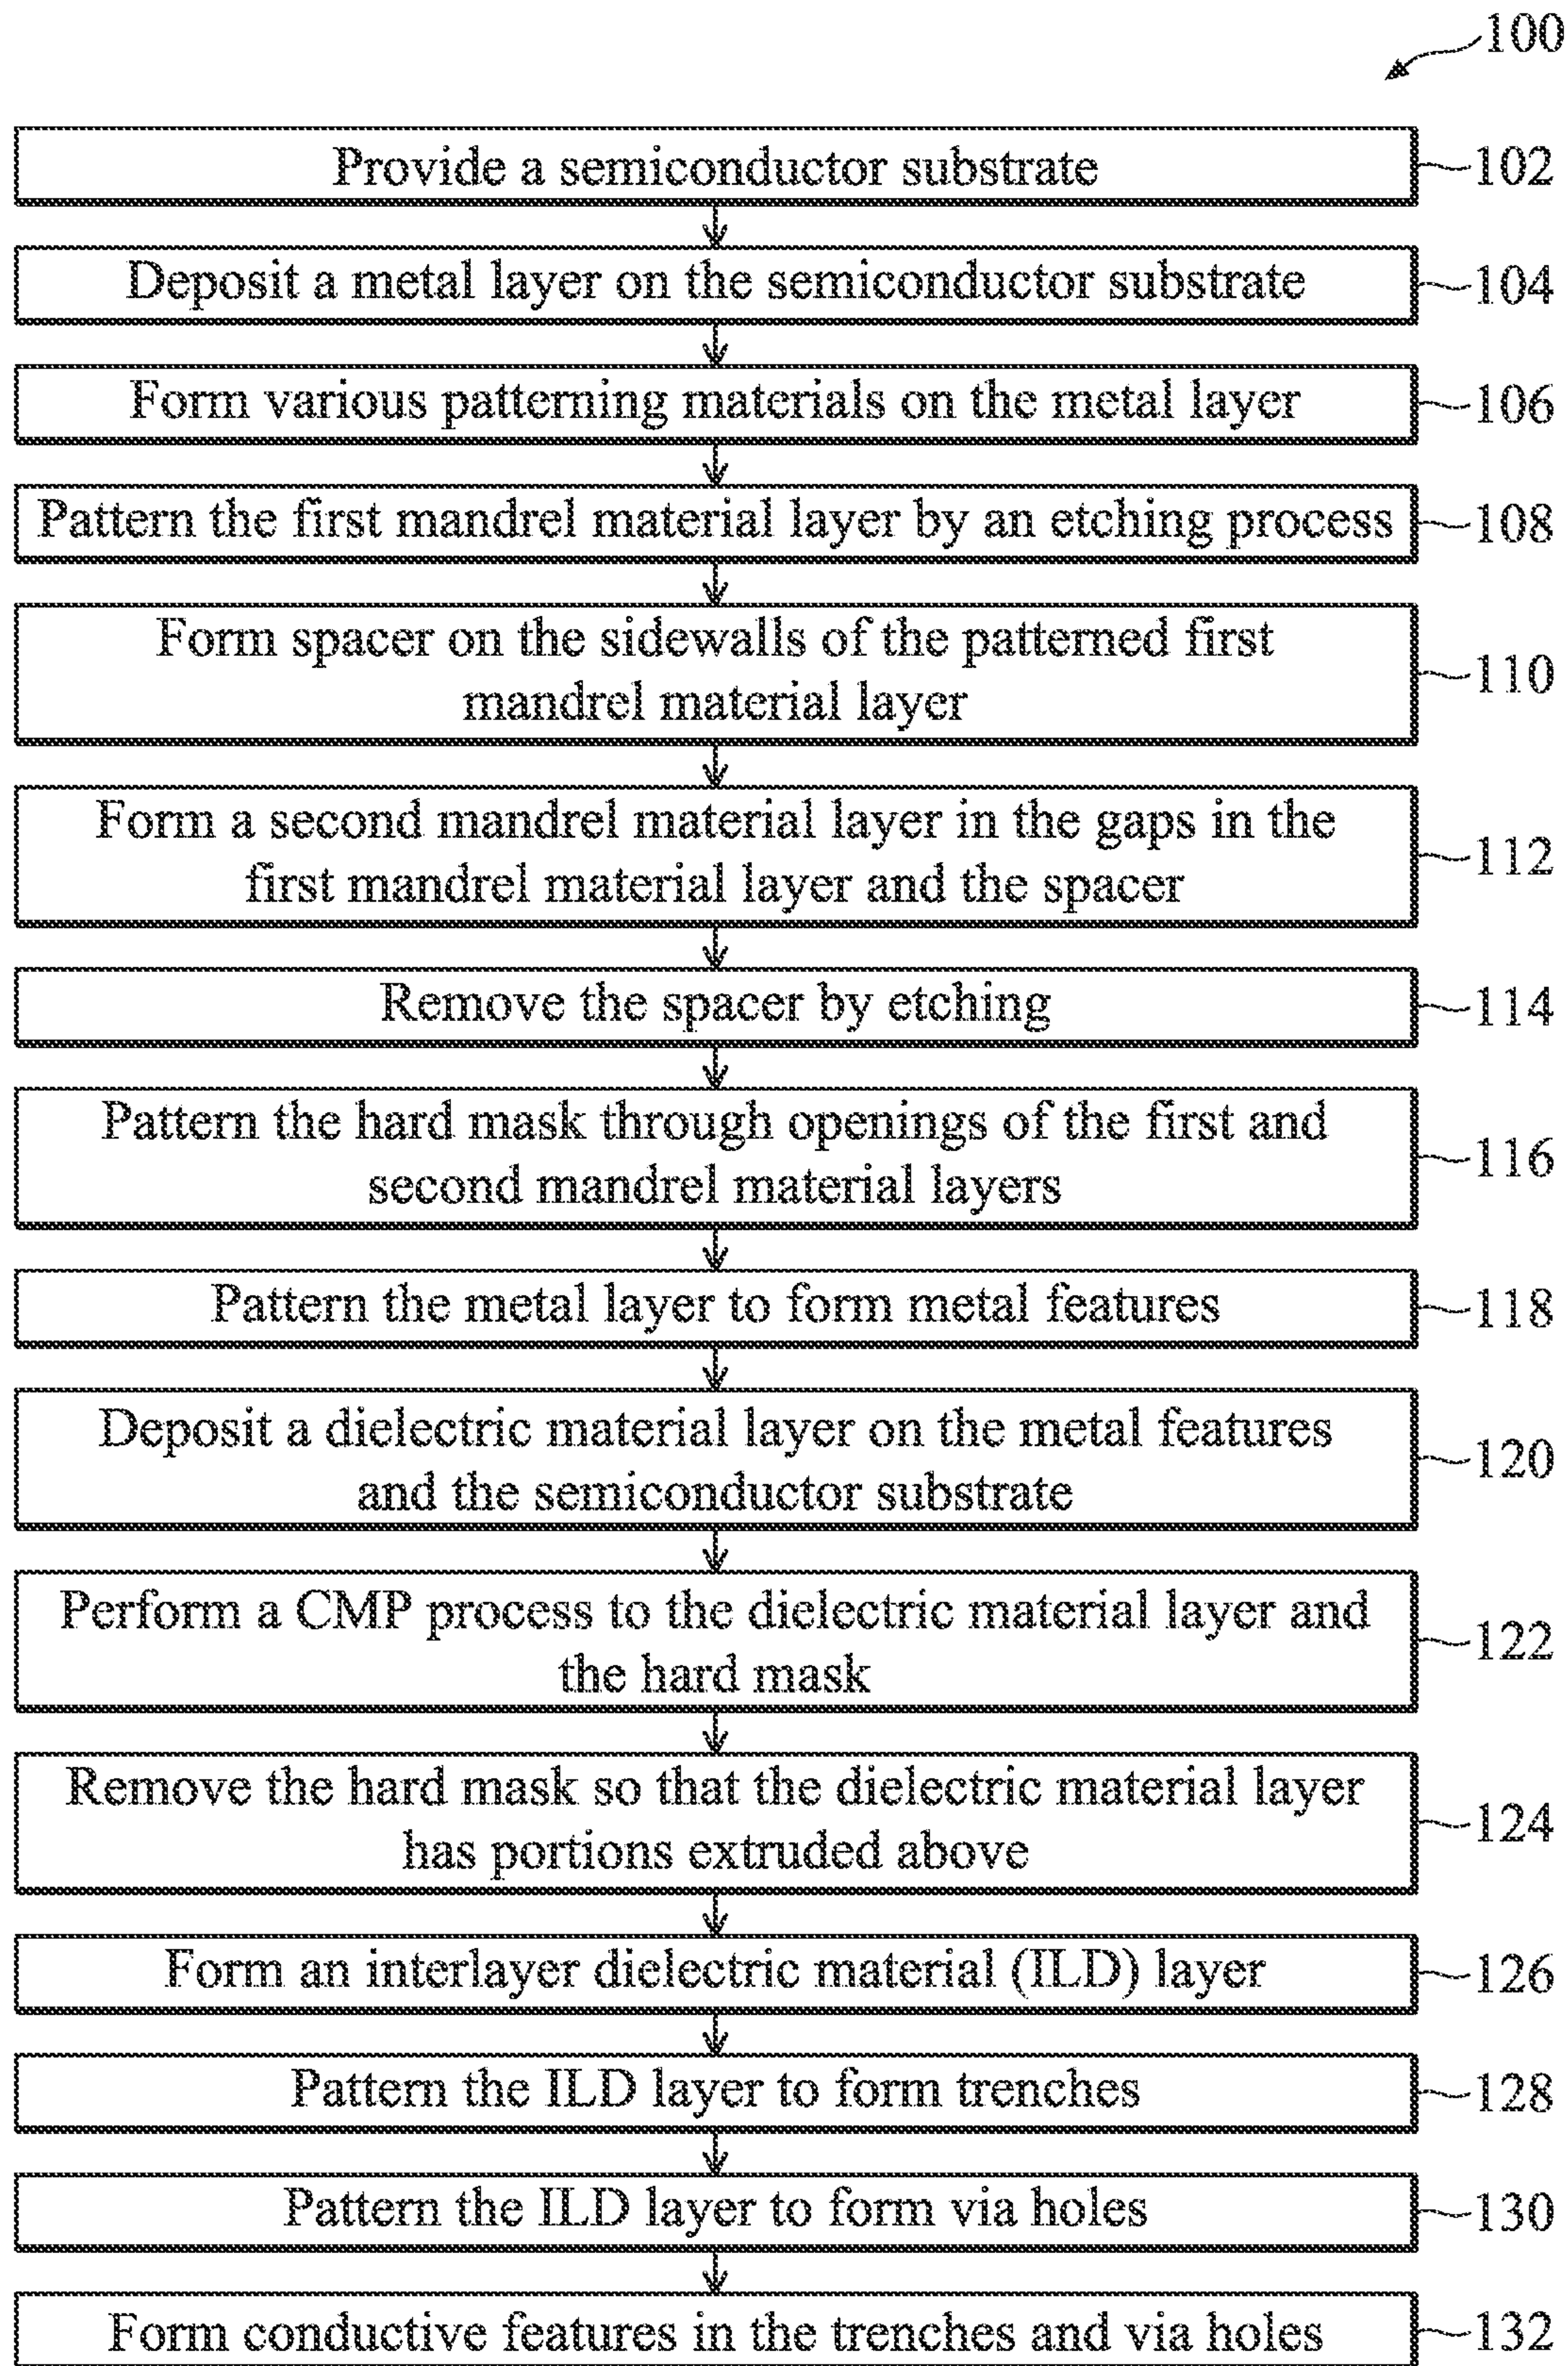 100
Provide a semiconductor substrate
102
Deposit a metal layer on the semiconductor substrate
104
Form various patterning materials on the metal layer
106
Pattern the first mandrel material layer by an etching process
108
Form spacer on the sidewalls of the patterned first
mandrel material layer
110
Form a second mandrel material layer in the gaps in the
first mandrel material layer and the spacer
112
Remove the spacer by etching
114
Pattern the hard mask through openings of the first and
second mandrel material layers
116
Pattern the metal layer to form metal features
118
Deposit a dielectric material layer on the metal features
and the semiconductor substrate
120
Perform a CMP process to the dielectric material layer and
the hard mask
122
Remove the hard mask so that the dielectric material layer
has portions extruded above
124
Form an interlayer dielectric material (ILD) layer
126
Pattern the ILD layer to form trenches
128
Pattern the ILD layer to form via holes
130
Form conductive features in the trenches and via holes
132